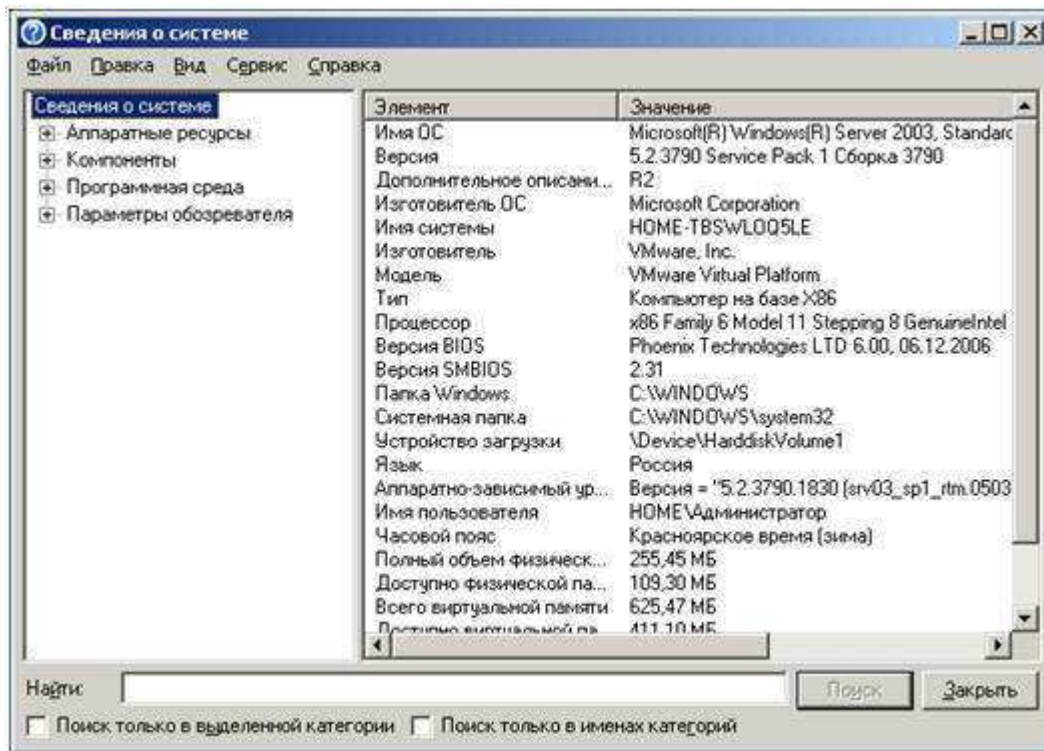 Сведения о системе
Файл Правка Вид Сервис Справка
Сведения о системе
Аппаратные ресурсы
Компоненты
Программная среда
Параметры обозревателя
Элемент Значение
Имя ОС Microsoft(R) Windows(R) Server 2003, Standarc
Версия 5.2.3790 Service Pack 1 Сборка 3790
Дополнительное описани... R2
Изготовитель ОС Microsoft Corporation
Имя системы HOME-TBSWLOQ5LE
Изготовитель VMware, Inc.
Модель VMware Virtual Platform
Тип Компьютер на базе X86
Процессор x86 Family 6 Model 11 Stepping 8 GenuineIntel
Версия BIOS Phoenix Technologies LTD 6.00, 06.12.2006
Версия SMBIOS 2.31
Папка Windows C:\WINDOWS
Системная папка C:\WINDOWS\system32
Устройство загрузки \Device\HarddiskVolume1
Язык Россия
Аппаратно-зависимый ур... Версия = "5.2.3790.1830 (srv03_sp1_rtm.0503
Имя пользователя HOME\Администратор
Часовой пояс Красноярское время (зима)
Полный объем физическ... 255,45 МБ
Доступно физической па... 109,30 МБ
Всего виртуальной памяти 625,47 МБ
Доступно виртуальной па... 411,10 МБ
Найти: Поиск Закрыть
Поиск только в выделенной категории Поиск только в именах категорий